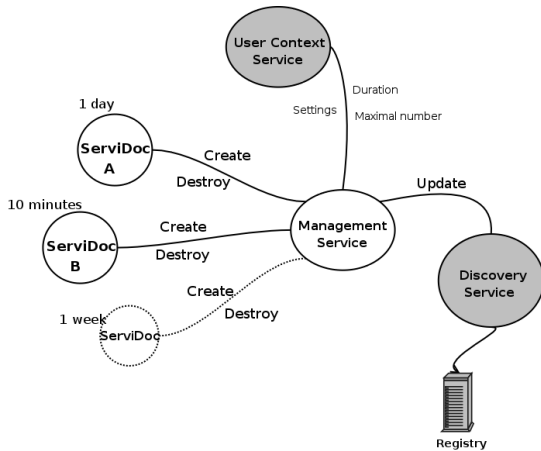 User Context
Service
Duration
Settings
Maximal number
1 day
ServiDoc
A
Create
Destroy
10 minutes
ServiDoc
B
Create
Destroy
Management
Service
Update
Discovery
Service
1 week
ServiDoc
Create
Destroy
Registry